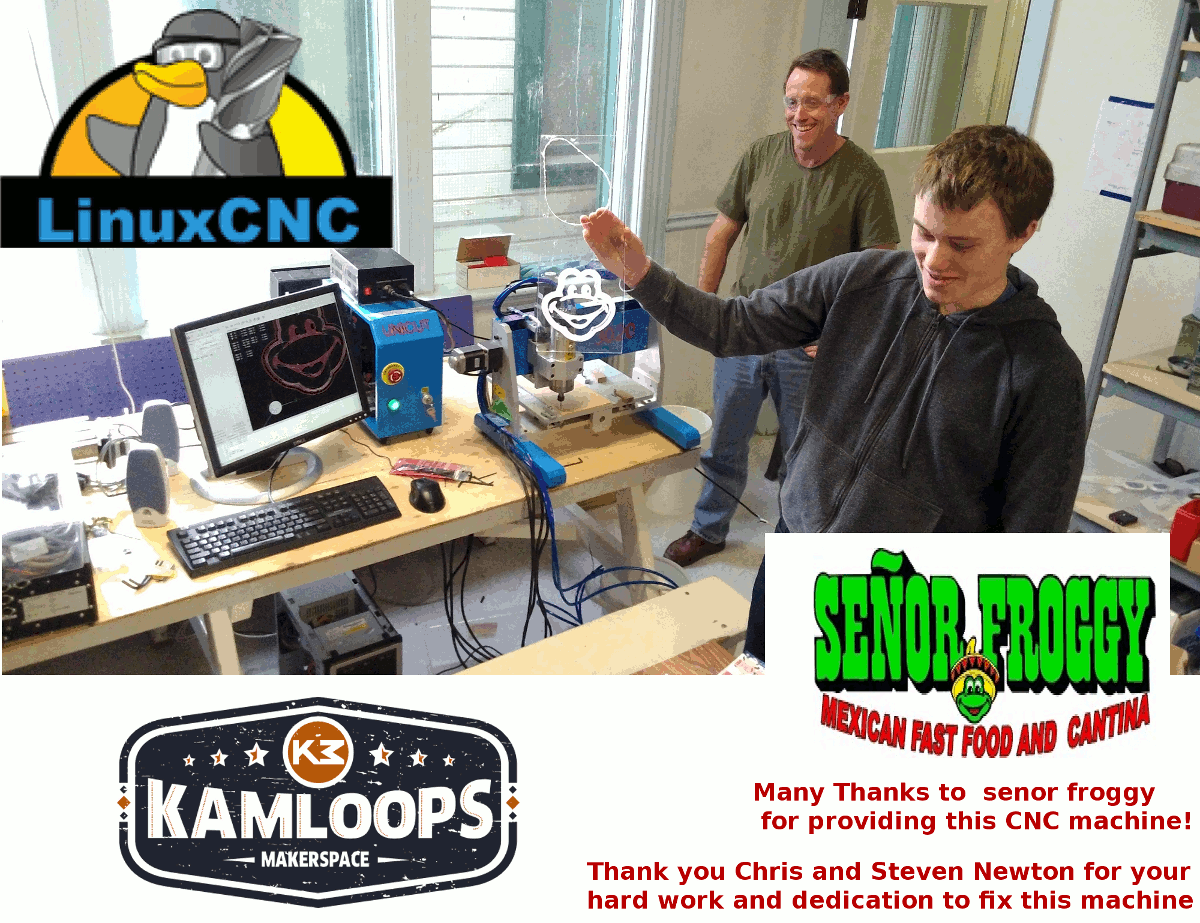 LinuxCNC
UNICUT
SEÑOR FROGGY
MEXICAN FAST FOOD AND CANTINA
K3
KAMLOOPS
MAKERSPACE
Many Thanks to  senor froggy
for providing this CNC machine!
Thank you Chris and Steven Newton for your
hard work and dedication to fix this machine